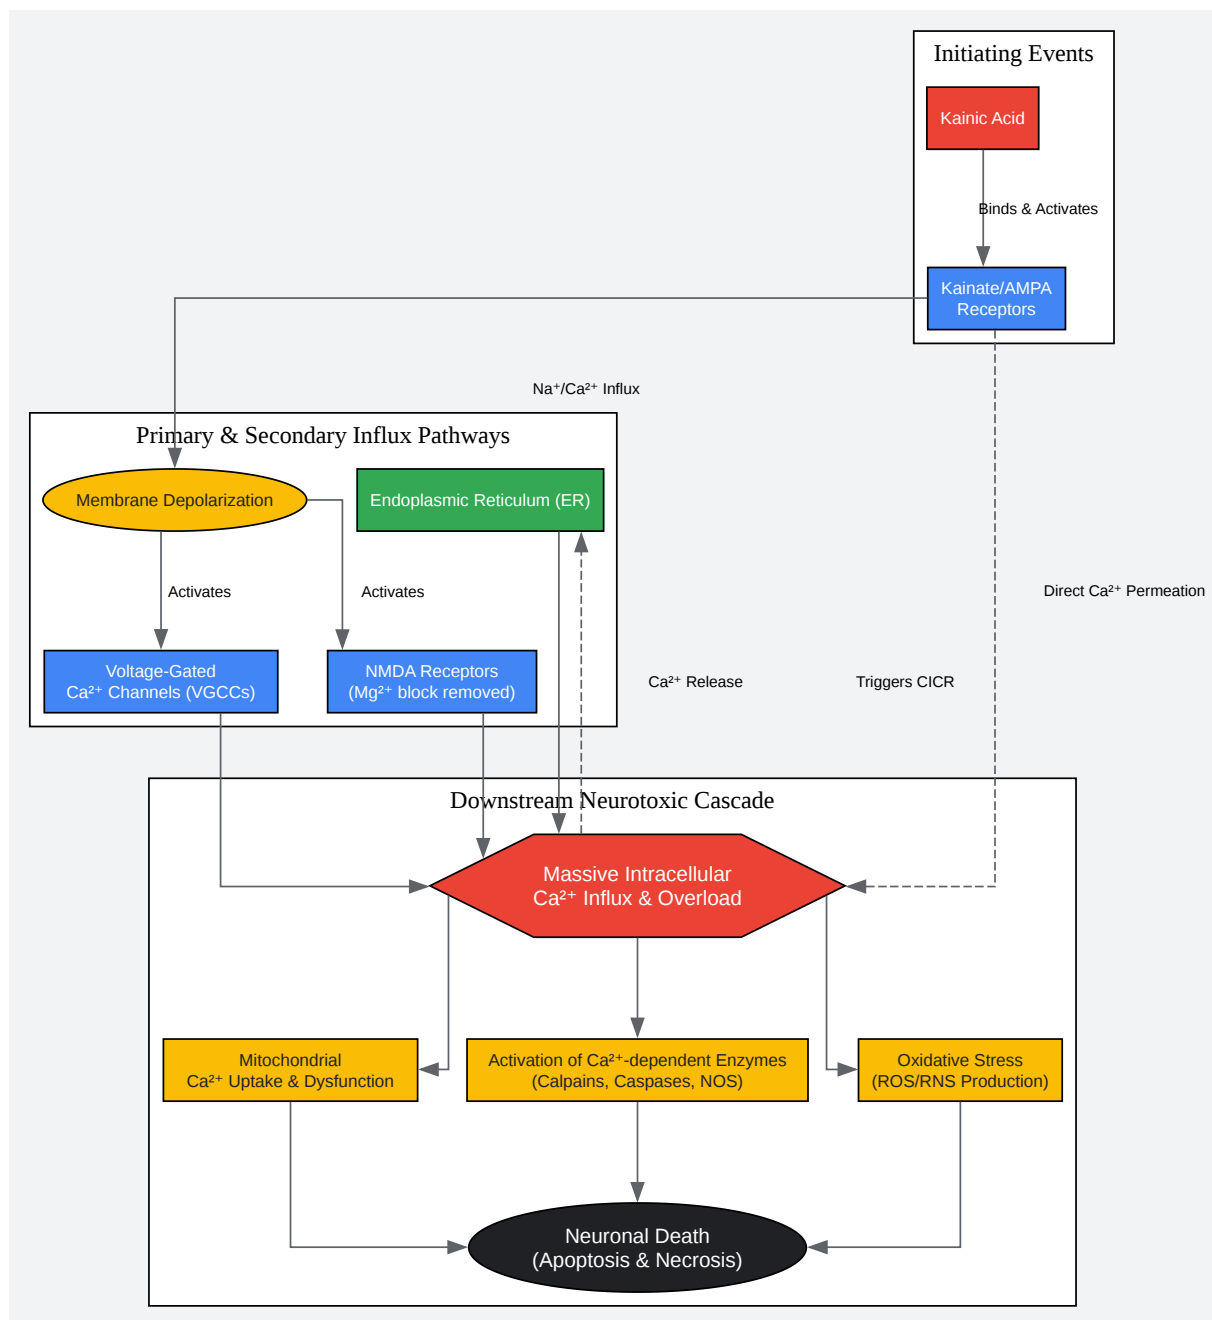 Initiating Events
Kainic Acid
Binds & Activates
Kainate/AMPA
Receptors
Na⁺/Ca²⁺ Influx
Primary & Secondary Influx Pathways
Membrane Depolarization
Endoplasmic Reticulum (ER)
Activates
Activates
Direct Ca²⁺ Permeation
Voltage-Gated
Ca²⁺ Channels (VGCCs)
NMDA Receptors
(Mg²⁺ block removed)
Ca²⁺ Release
Triggers CICR
Downstream Neurotoxic Cascade
Massive Intracellular
Ca²⁺ Influx & Overload
Mitochondrial
Ca²⁺ Uptake & Dysfunction
Activation of Ca²⁺-dependent Enzymes
(Calpains, Caspases, NOS)
Oxidative Stress
(ROS/RNS Production)
Neuronal Death
(Apoptosis & Necrosis)